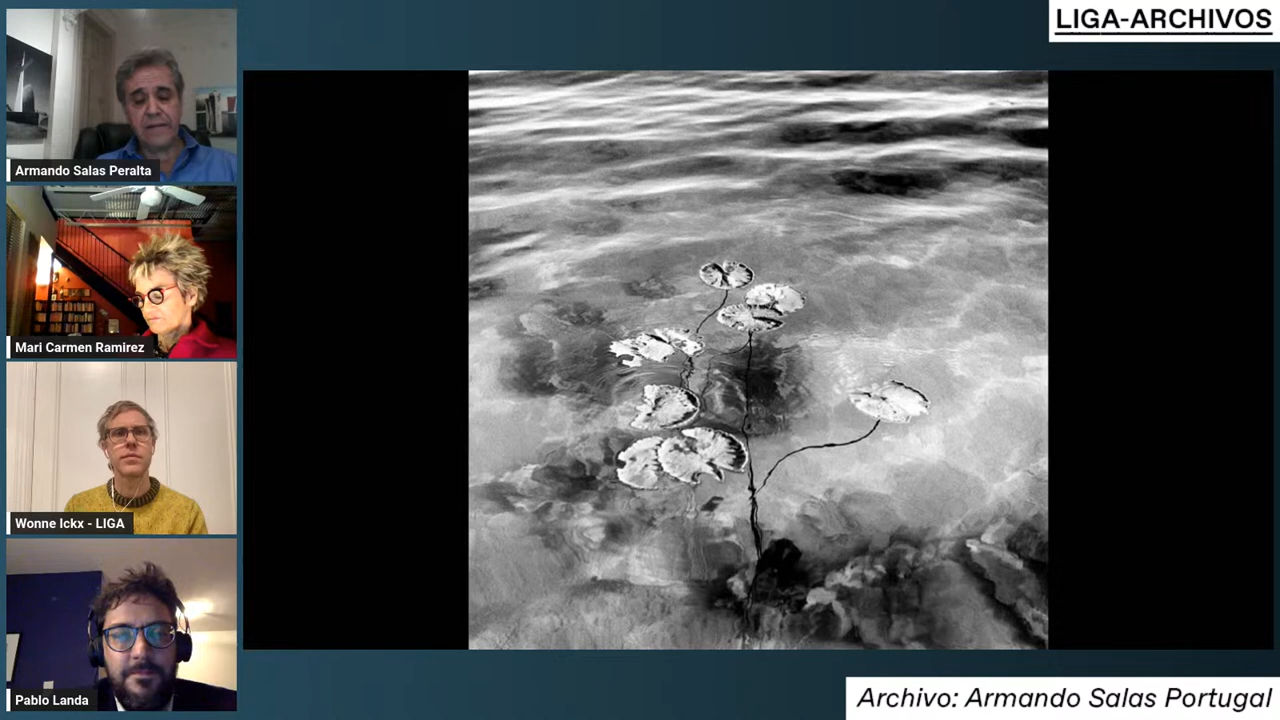 LIGA-ARCHIVOS
Armando Salas Peralta
Mari Carmen Ramirez
Wonne Ickx - LIGA
Pablo Landa
Archivo: Armando Salas Portugal